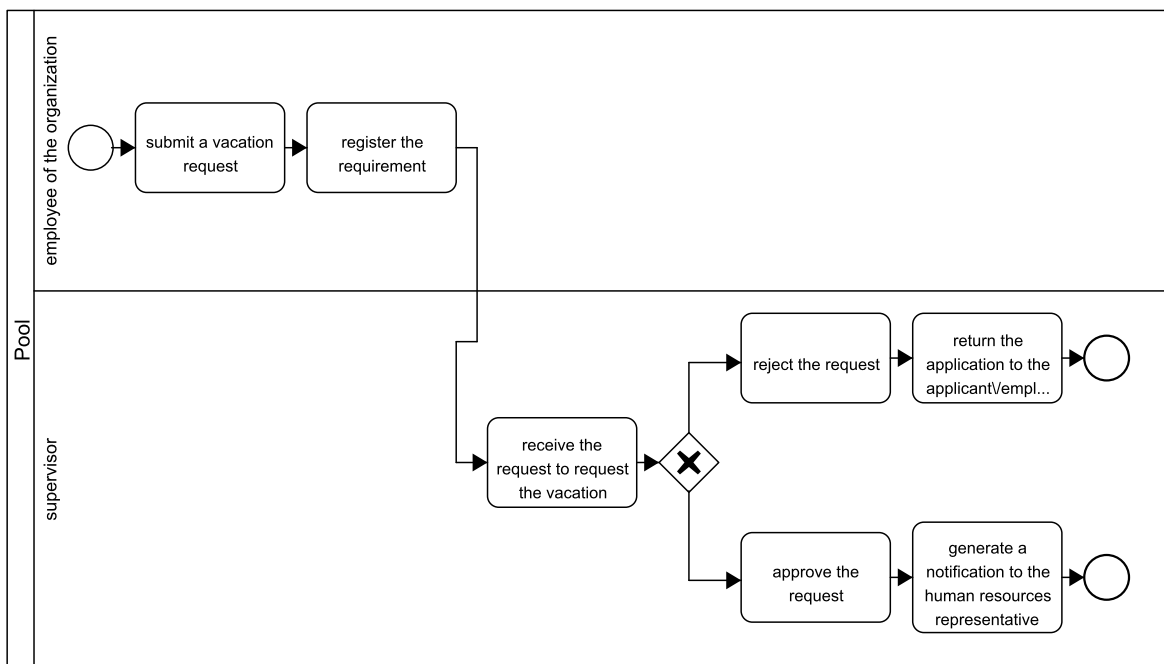 Pool
employee of the organization
submit a vacation
request
register the
requirement
supervisor
receive the
request to request
the vacation
reject the request
return the
application to the
applicant\/empl...
approve the
request
generate a
notification to the
human resources
representative